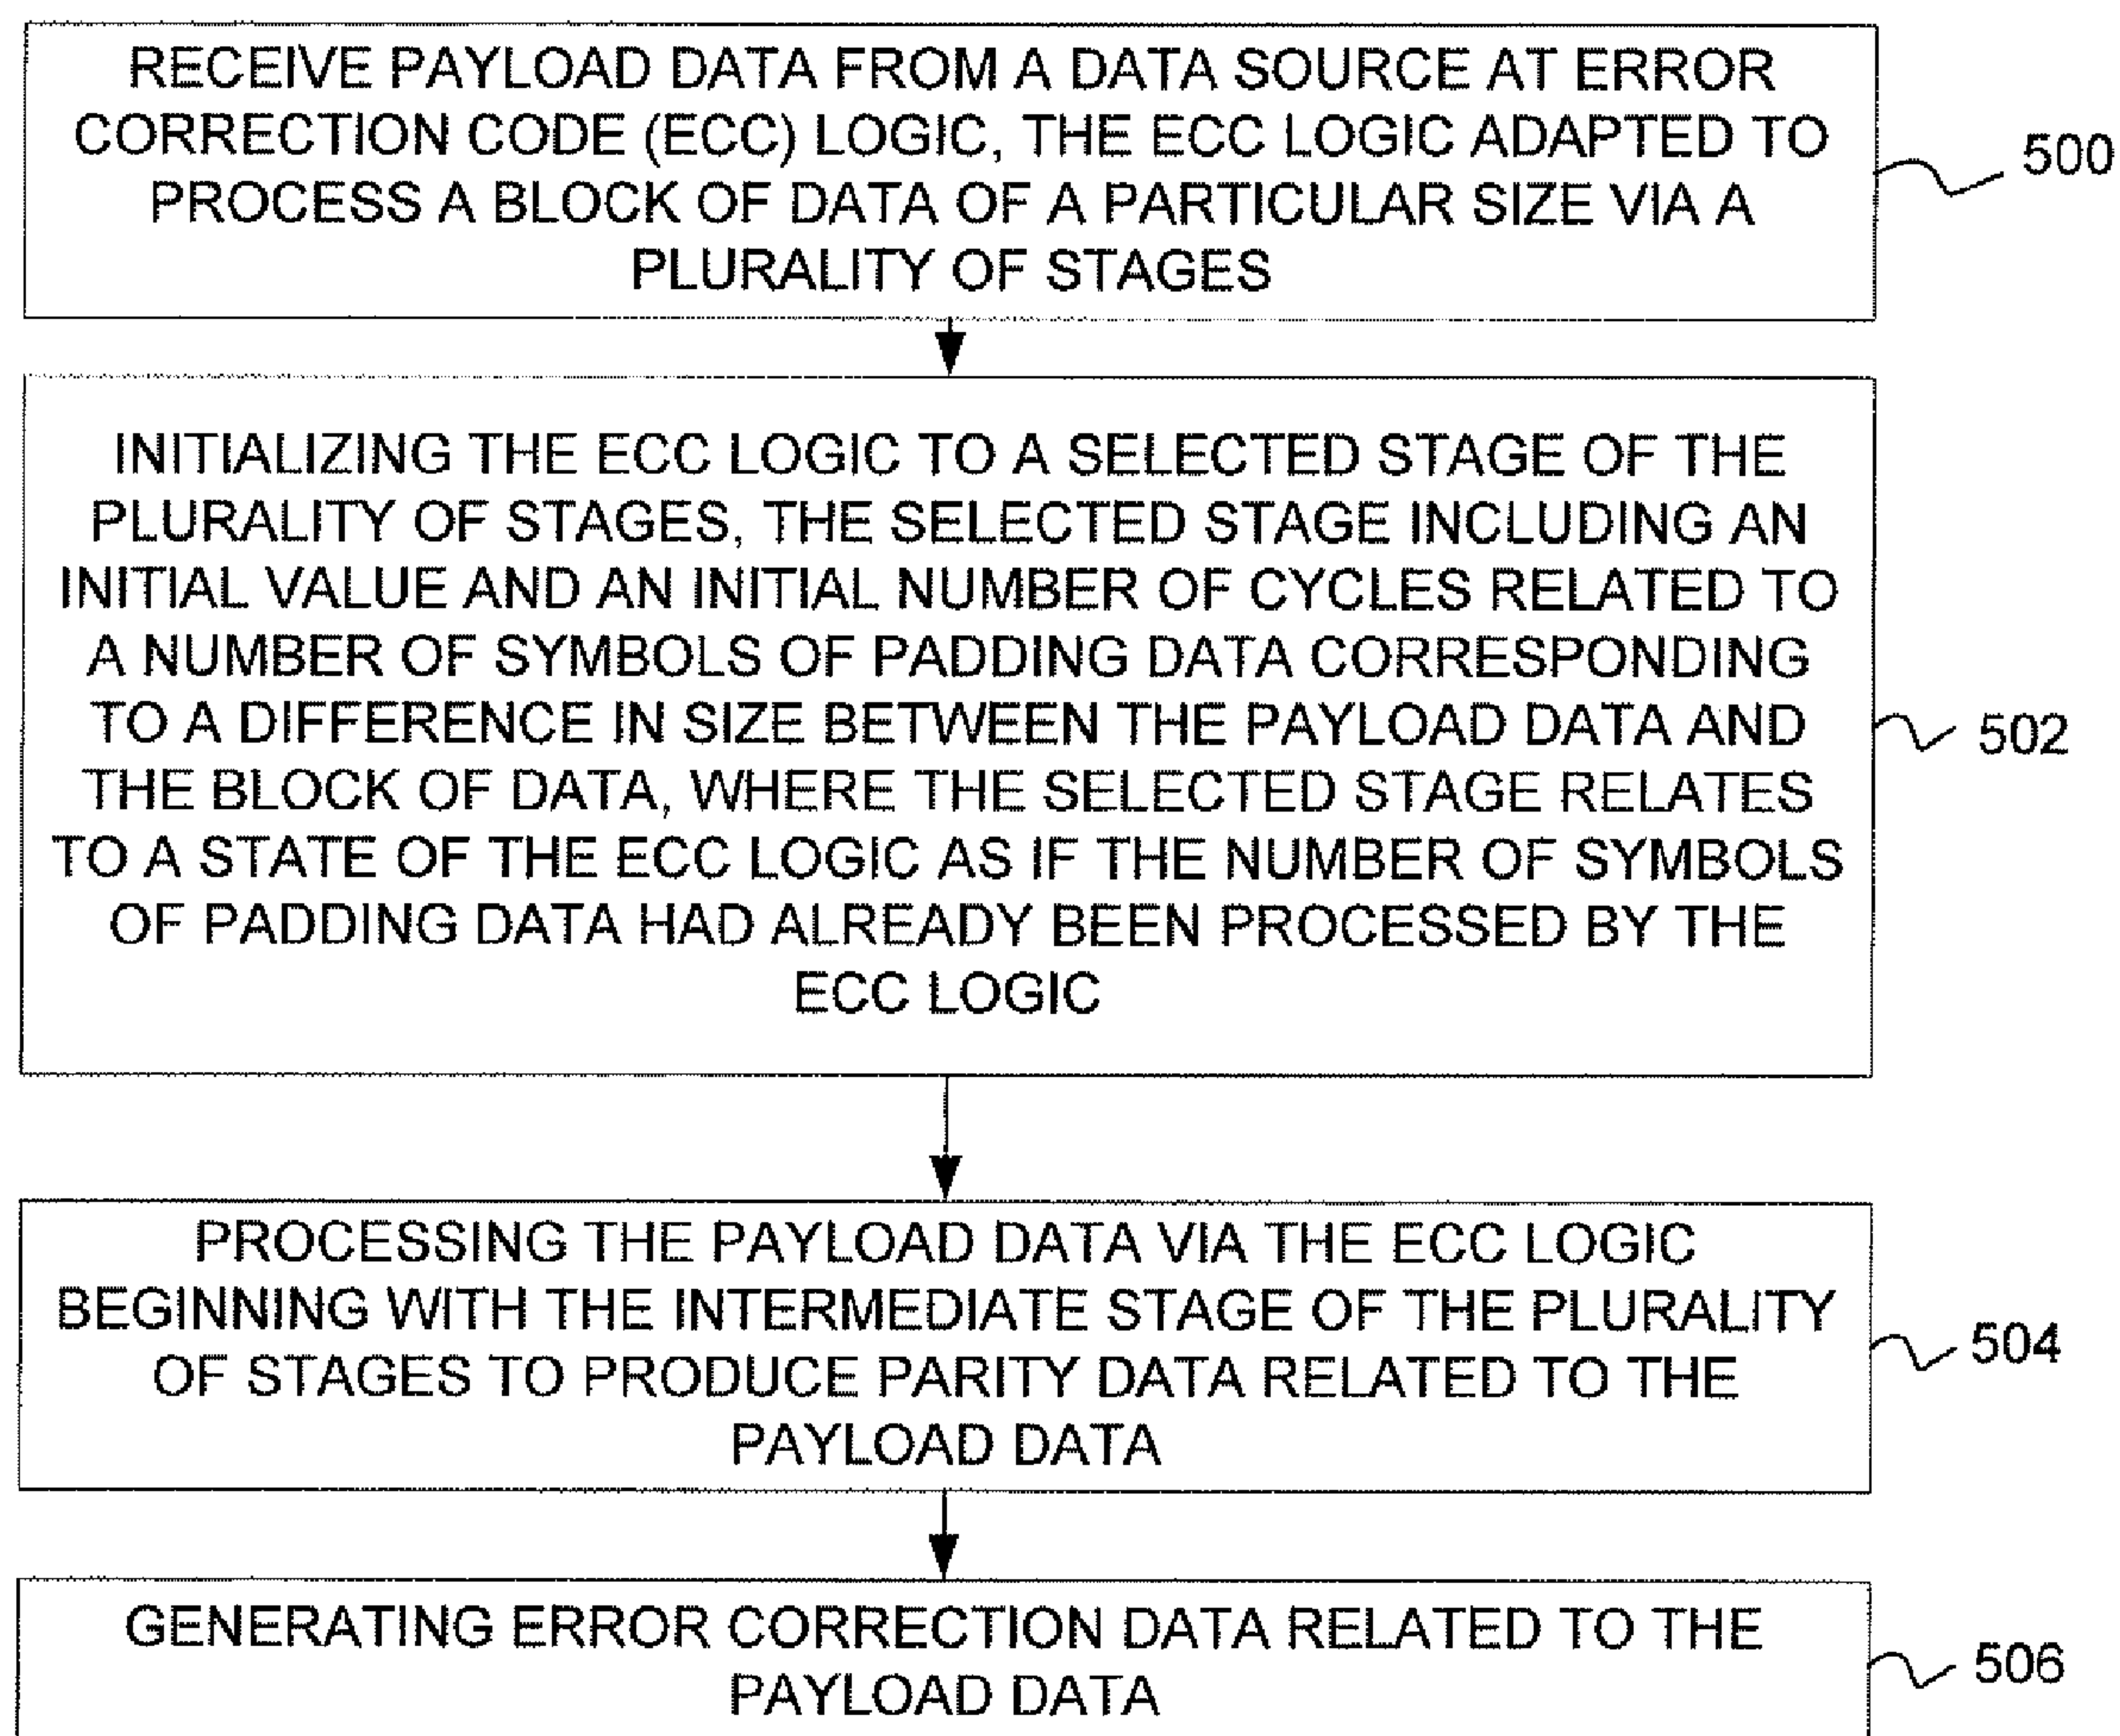 RECEIVE PAYLOAD DATA FROM A DATA SOURCE AT ERROR
CORRECTION CODE (ECC) LOGIC, THE ECC LOGIC ADAPTED TO
PROCESS A BLOCK OF DATA OF A PARTICULAR SIZE VIA A
PLURALITY OF STAGES
500
INITIALIZING THE ECC LOGIC TO A SELECTED STAGE OF THE
PLURALITY OF STAGES, THE SELECTED STAGE INCLUDING AN
INITIAL VALUE AND AN INITIAL NUMBER OF CYCLES RELATED TO
A NUMBER OF SYMBOLS OF PADDING DATA CORRESPONDING
TO A DIFFERENCE IN SIZE BETWEEN THE PAYLOAD DATA AND
THE BLOCK OF DATA, WHERE THE SELECTED STAGE RELATES
TO A STATE OF THE ECC LOGIC AS IF THE NUMBER OF SYMBOLS
OF PADDING DATA HAD ALREADY BEEN PROCESSED BY THE
ECC LOGIC
502
PROCESSING THE PAYLOAD DATA VIA THE ECC LOGIC
BEGINNING WITH THE INTERMEDIATE STAGE OF THE PLURALITY
OF STAGES TO PRODUCE PARITY DATA RELATED TO THE
PAYLOAD DATA
504
GENERATING ERROR CORRECTION DATA RELATED TO THE
PAYLOAD DATA
506